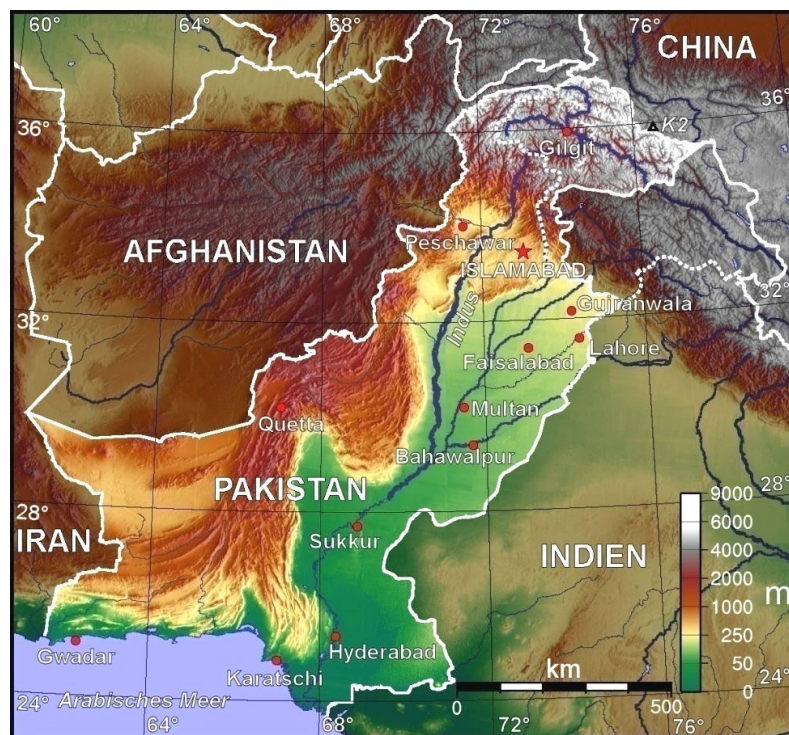 60°
64°
68°
72°
76°
CHINA
36°
36°
K2
Gilgit
Peschawar
AFGHANISTAN
ISLAMABAD
32°
Indus
Gujranwala
32°
Lahore
Faisalabad
Multan
Quetta
Bahawalpur
PAKISTAN
28°
28°
9000
6000
4000
2000
1000
250
50
0
m
IRAN
Sukkur
INDIEN
Gwadar
Hyderabad
Karatschi
km
0
500
24°
24°
Arabisches Meer
64°
68°
72°
76°